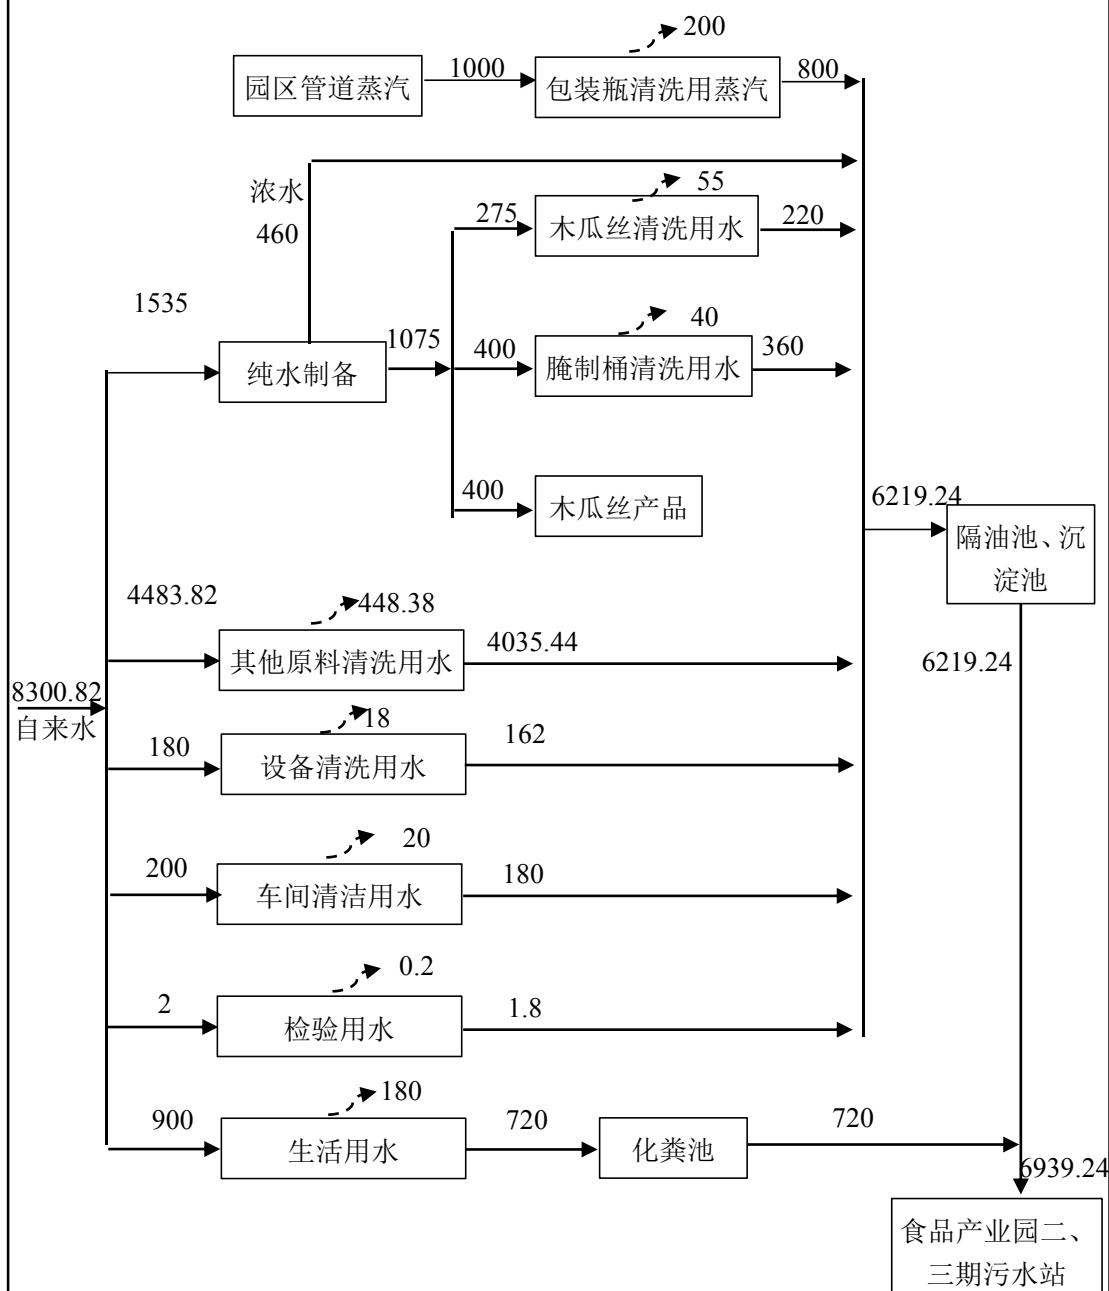 200
园区管道蒸汽
1000
包装瓶清洗用蒸汽
800
浓水
460
55
275
木瓜丝清洗用水
220
1535
40
纯水制备
1075
400
腌制桶清洗用水
360
400
木瓜丝产品
6219.24
隔油池、沉
淀池
4483.82
448.38
其他原料清洗用水
4035.44
6219.24
8300.82
自来水
18
180
设备清洗用水
162
20
200
车间清洁用水
180
0.2
2
检验用水
1.8
180
900
生活用水
720
化粪池
720
6939.24
食品产业园二、
三期污水站